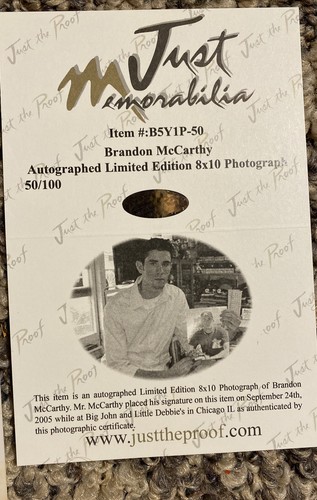 Just the Proof
Just
Memorabilia
Item #:B5Y1P-50
Brandon McCarthy
Autographed Limited Edition 8x10 Photograph
50/100
This item is an autographed Limited Edition 8x10 Photograph of Brandon
McCarthy. Mr. McCarthy placed his signature on this item on September 24th,
2005 while at Big John and Little Debbie's in Chicago IL as authenticated by
this photographic certificate.
www.justtheproof.com